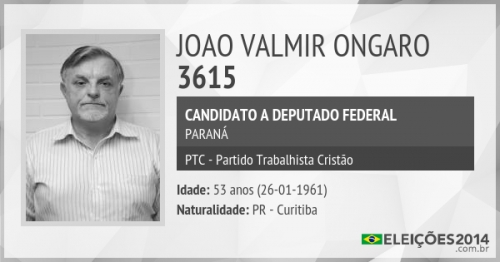 JOAO VALMIR ONGARO
3615
CANDIDATO A DEPUTADO FEDERAL
PARANÁ
PTC - Partido Trabalhista Cristão
Idade: 53 anos (26-01-1961)
Naturalidade: PR - Curitiba
ELEIÇÕES2014
.com.br